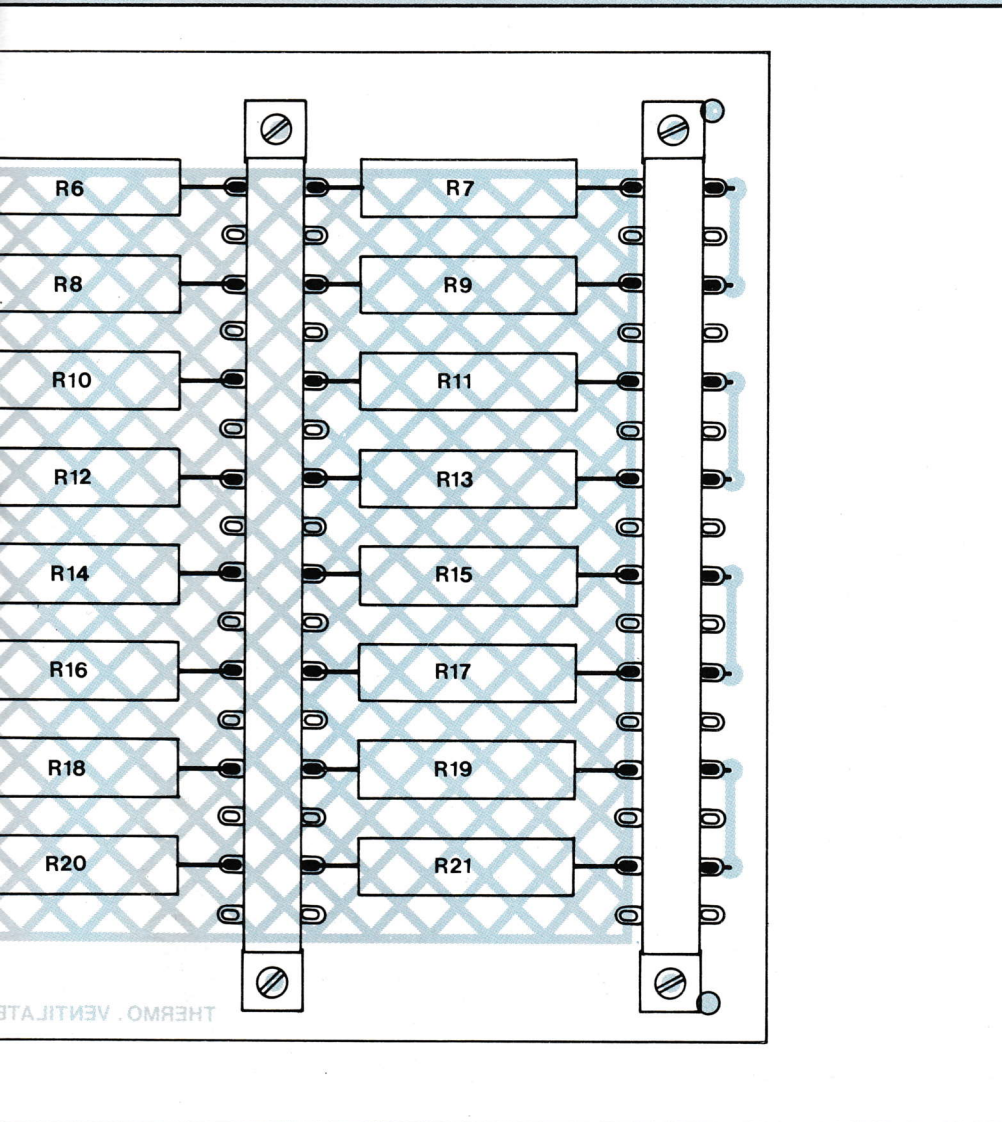 R6 R7
R8 R9
R10 R11
R12 R13
R14 R15
R16 R17
R18 R19
R20 R21
THERMO. VENTILATE